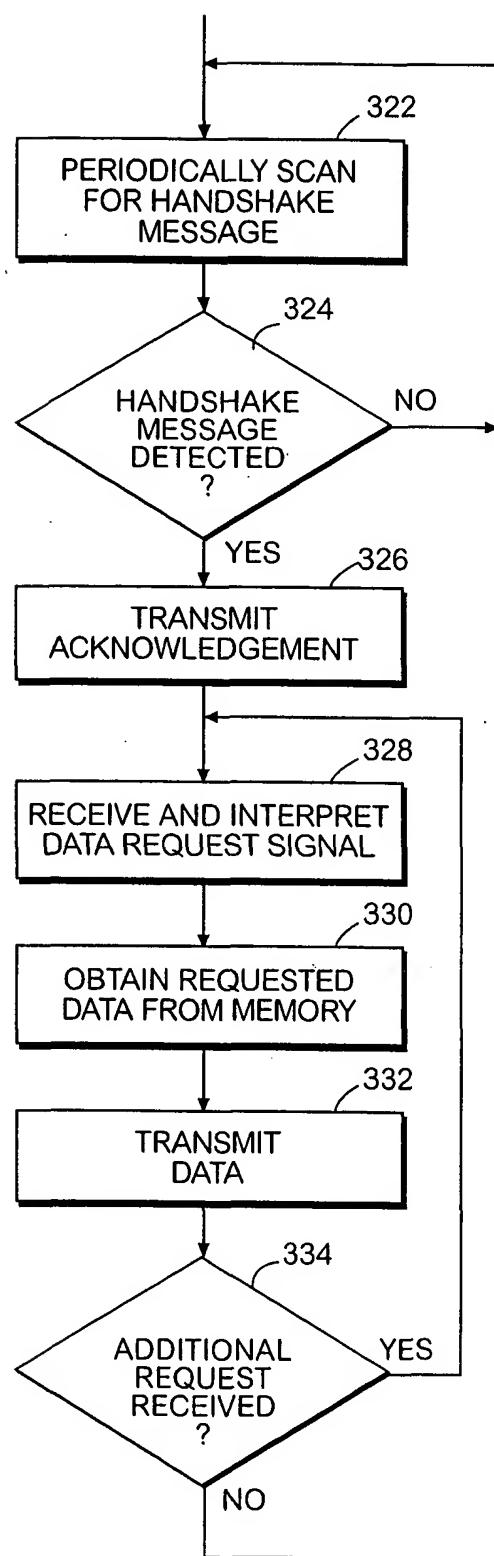 322
PERIODICALLY SCAN
FOR HANDSHAKE
MESSAGE
324
HANDSHAKE
MESSAGE
DETECTED
?
NO
YES
326
TRANSMIT
ACKNOWLEDGEMENT
328
RECEIVE AND INTERPRET
DATA REQUEST SIGNAL
330
OBTAIN REQUESTED
DATA FROM MEMORY
332
TRANSMIT
DATA
334
ADDITIONAL
REQUEST
RECEIVED
?
YES
NO